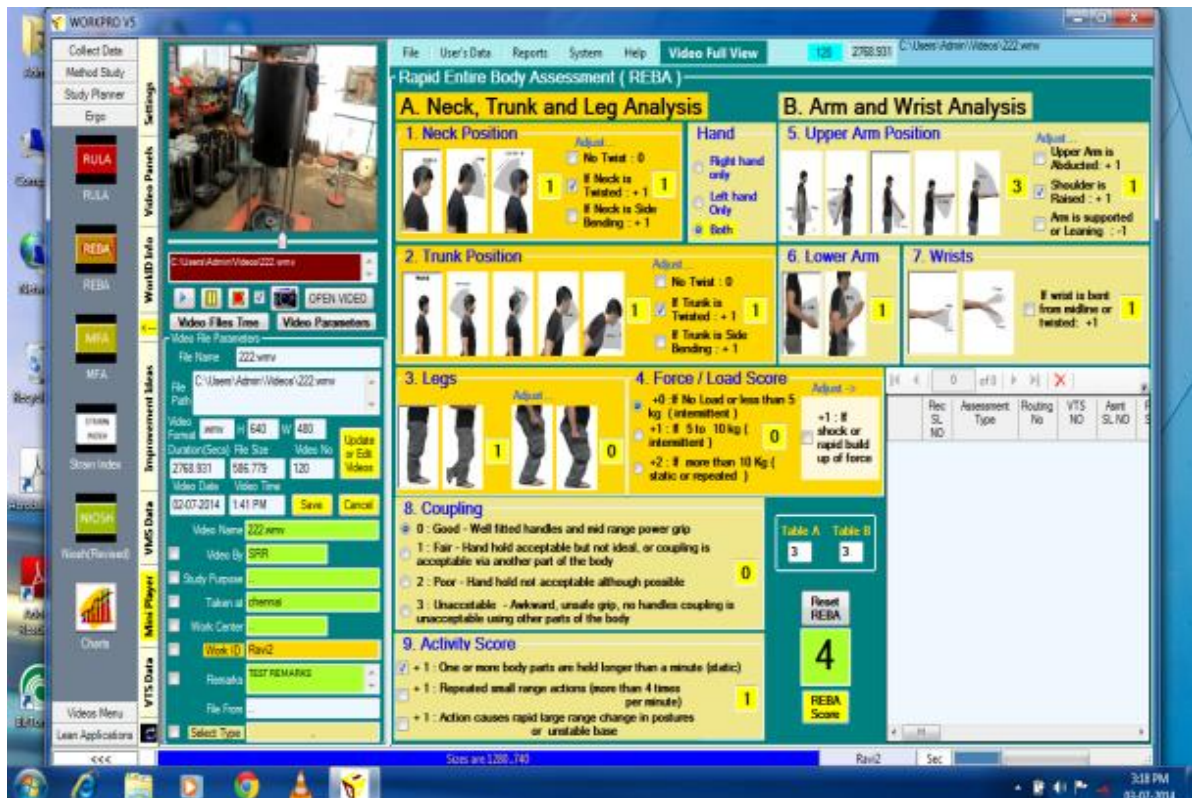 WORKPRO V5
Collect Data
Method Study
Study Planner
Ergo
RULA
RULA
REBA
REBA
MFA
MFA
STRAIN INDEX
Strain Index
NIOSH
Niosh(Revised)
Charts
Videos Menu
Lean Applications
<<<
Settings
Video Panels
WorkID Info
<---
Improvement Ideas
VMS Data
Mini Player
VTS Data
C:\Users\Admin\Videos\222.wmv
OPEN VIDEO
Video Files Tree Video Parameters
Video File Parameters
File Name 222.wmv
File Path C:\Users\Admin\Videos\222.wmv
Video Format .wmv H 640 W 480
Update or Edit Videos
Duration(Secs) File Size Video No
2768.931 586.779 120
Video Date Video Time
02-07-2014 1:41 PM Save Cancel
Video Name 222.wmv
Video By SRR
Study Purpose
Taken at chennai
Work Center
Work ID Ravi2
Remarks TEST REMARKS
File From
Select Type
File User's Data Reports System Help Video Full View 120 2768.931 C:\Users\Admin\Videos\222.wmv
Rapid Entire Body Assessment ( REBA )
A. Neck, Trunk and Leg Analysis
1. Neck Position
1
Adjust...
No Twist : 0
If Neck is
Twisted : + 1
If Neck is Side
Bending : + 1
1
Hand
Right hand
only
Left hand
Only
Both
2. Trunk Position
1
Adjust...
No Twist : 0
If Trunk is
Twisted : + 1
If Trunk is Side
Bending : + 1
1
3. Legs
1
Adjust...
0
4. Force / Load Score
+0 :If No Load or less than 5
kg ( intermittent )
+1 : If 5 to 10 kg (
intermittent )
+2 : If more than 10 Kg (
static or repeated )
0
Adjust ->
+1 : If
shock or
rapid build
up of force
B. Arm and Wrist Analysis
5. Upper Arm Position
3
Adjust...
Upper Arm is
Abducted: + 1
Shoulder is
Raised : + 1
Arm is supported
or Leaning : -1
1
6. Lower Arm
1
7. Wrists
If wrist is bent
from midline or
twisted: +1
1
8. Coupling
0 : Good - Well fitted handles and mid range power grip
1 : Fair - Hand hold acceptable but not ideal, or coupling is
acceptable via another part of the body
2 : Poor - Hand hold not acceptable although possible
3 : Unaccetable - Awkward, unsafe grip, no handles coupling is
unacceptable using other parts of the body
0
9. Activity Score
+ 1 : One or more body parts are held longer than a minute (static)
+ 1 : Repeated small range actions (more than 4 times
per minute)
+ 1 : Action causes rapid large range change in postures
or unstable base
1
Table A Table B
3 3
Reset
REBA
4
REBA
Score
0 of 0
Rec SL NO
Assessment Type
Routing No
VTS NO
Asmt SL NO
Sizes are:1280..740
Ravi2 Sec
3:18 PM
03-07-2014